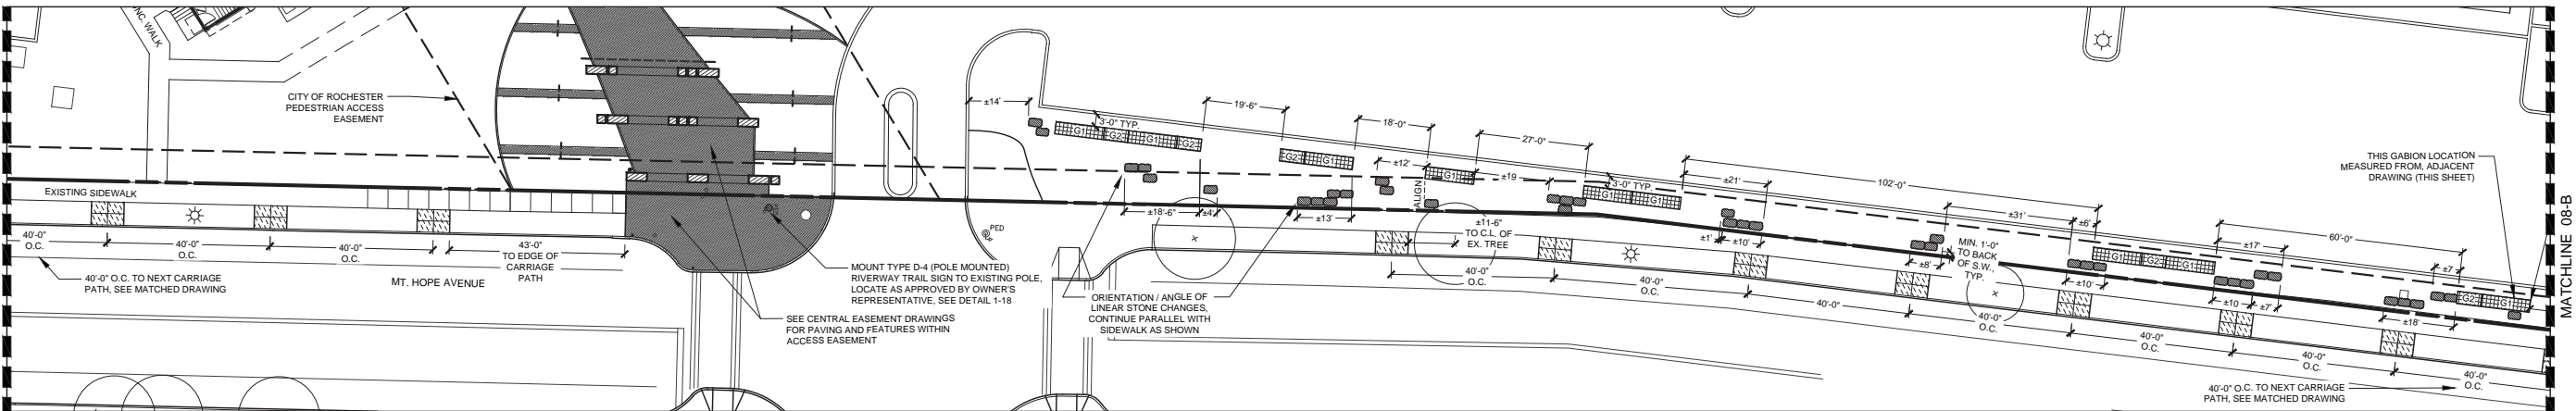 NC. WALK
CITY OF ROCHESTER
PEDESTRIAN ACCESS
EASEMENT
EXISTING SIDEWALK
40'-0"
O.C.
40'-0"
O.C.
40'-0"
O.C.
43'-0"
TO EDGE OF
CARRIAGE
PATH
40'-0" O.C. TO NEXT CARRIAGE
PATH, SEE MATCHED DRAWING
MT. HOPE AVENUE
MOUNT TYPE D-4 (POLE MOUNTED)
RIVERWAY TRAIL SIGN TO EXISTING POLE,
LOCATE AS APPROVED BY OWNER'S
REPRESENTATIVE, SEE DETAIL 1-18
SEE CENTRAL EASEMENT DRAWINGS
FOR PAVING AND FEATURES WITHIN
ACCESS EASEMENT
PED
±14'
3'-0" TYP.
G1
G2
G1
G2
19'-6"
G2
G1
18'-0"
±12'
G1
ALIGN
27'-0"
±19
3'-0" TYP.
G1
G1
±18'-6"
±4'
±13'
ORIENTATION / ANGLE OF
LINEAR STONE CHANGES,
CONTINUE PARALLEL WITH
SIDEWALK AS SHOWN
±11-6"
TO C.L. OF
EX. TREE
40'-0"
O.C.
40'-0"
O.C.
102'-0"
±21'
±1'
±10'
±31'
±6'
±8'
MIN. 1'-0"
TO BACK
OF S.W.,
TYP.
G1
G2
G1
±10'
40'-0"
40'-0"
O.C.
60'-0"
±17'
±7'
±10
±7'
±18'
G2
G1
THIS GABION LOCATION
MEASURED FROM, ADJACENT
DRAWING (THIS SHEET)
40'-0"
O.C.
40'-0"
O.C.
40'-0"
O.C.
40'-0" O.C. TO NEXT CARRIAGE
PATH, SEE MATCHED DRAWING
MATCHLINE 08-B